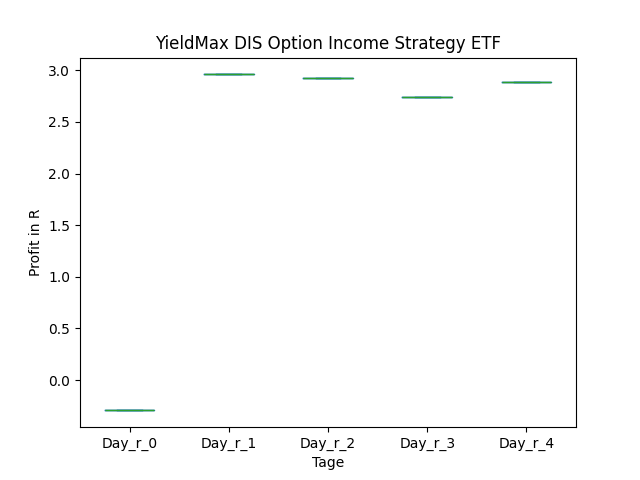 YieldMax DIS Option Income Strategy ETF
Profit in R
3.0
2.5
2.0
1.5
1.0
0.5
0.0
Day_r_0 Day_r_1 Day_r_2 Day_r_3 Day_r_4
Tage